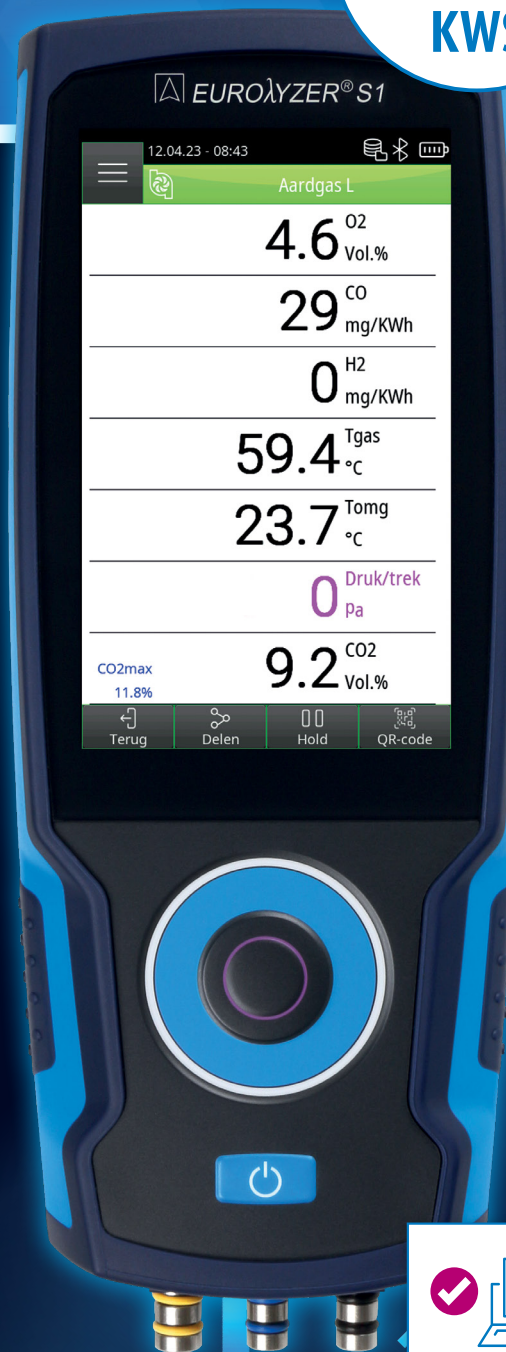 KWS
EUROλYZER® S1
12.04.23 - 08:43
Aardgas L
4.6 O2 Vol.%
29 CO mg/KWh
0 H2 mg/KWh
59.4 Tgas °C
23.7 Tomg °C
0 Druk/trek pa
CO2max 11.8%
9.2 CO2 Vol.%
Terug Delen Hold QR-code